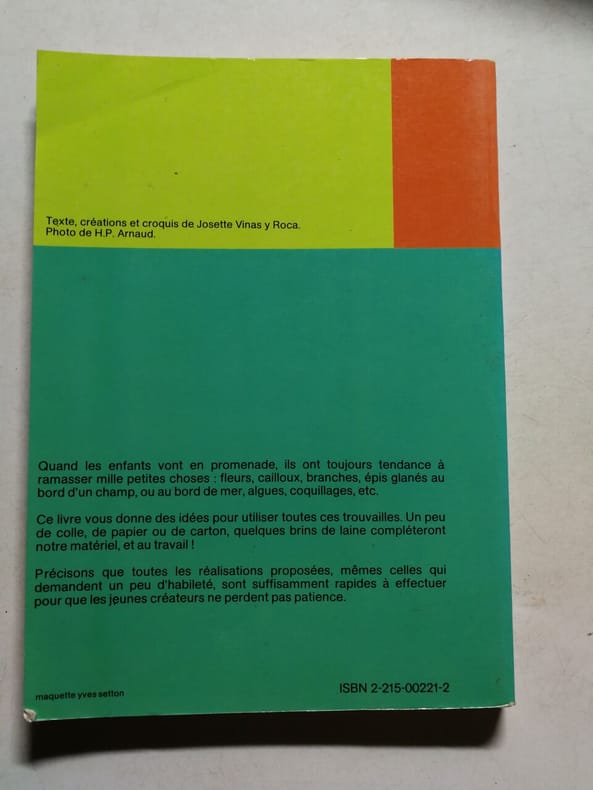 Texte, créations et croquis de Josette Vinas y Roca.
Photo de H.P. Arnaud.
Quand les enfants vont en promenade, ils ont toujours tendance à
ramasser mille petites choses : fleurs, cailloux, branches, épis glanés au
bord d'un champ, ou au bord de mer, algues, coquillages, etc.
Ce livre vous donne des idées pour utiliser toutes ces trouvailles. Un peu
de colle, de papier ou de carton, quelques brins de laine compléteront
notre matériel, et au travail !
Précisons que toutes les réalisations proposées, mêmes celles qui
demandent un peu d'habileté, sont suffisamment rapides à effectuer
pour que les jeunes créateurs ne perdent pas patience.
maquette yves setton
ISBN 2-215-00221-2